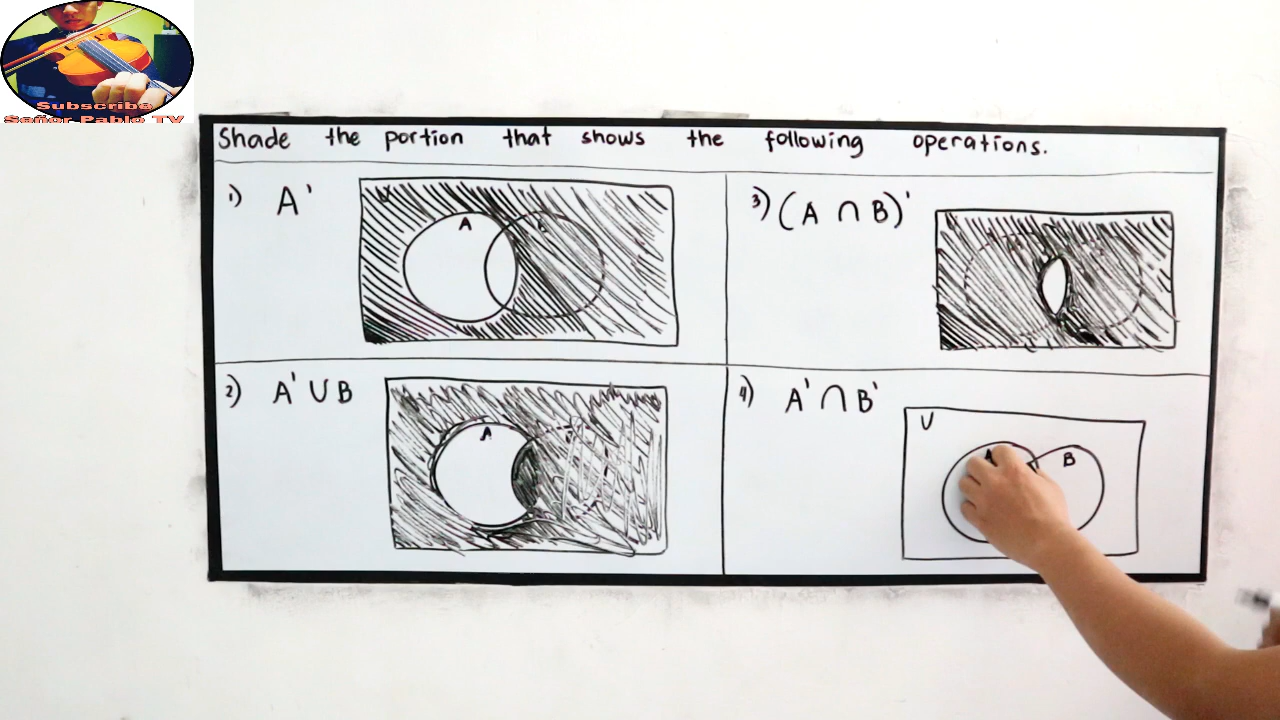 Subscribe
Señor Pablo TV
Shade the portion that shows the following operations.
1) A'
A
2) A' ∪ B
A
3) (A ∩ B)'
4) A' ∩ B'
U
B